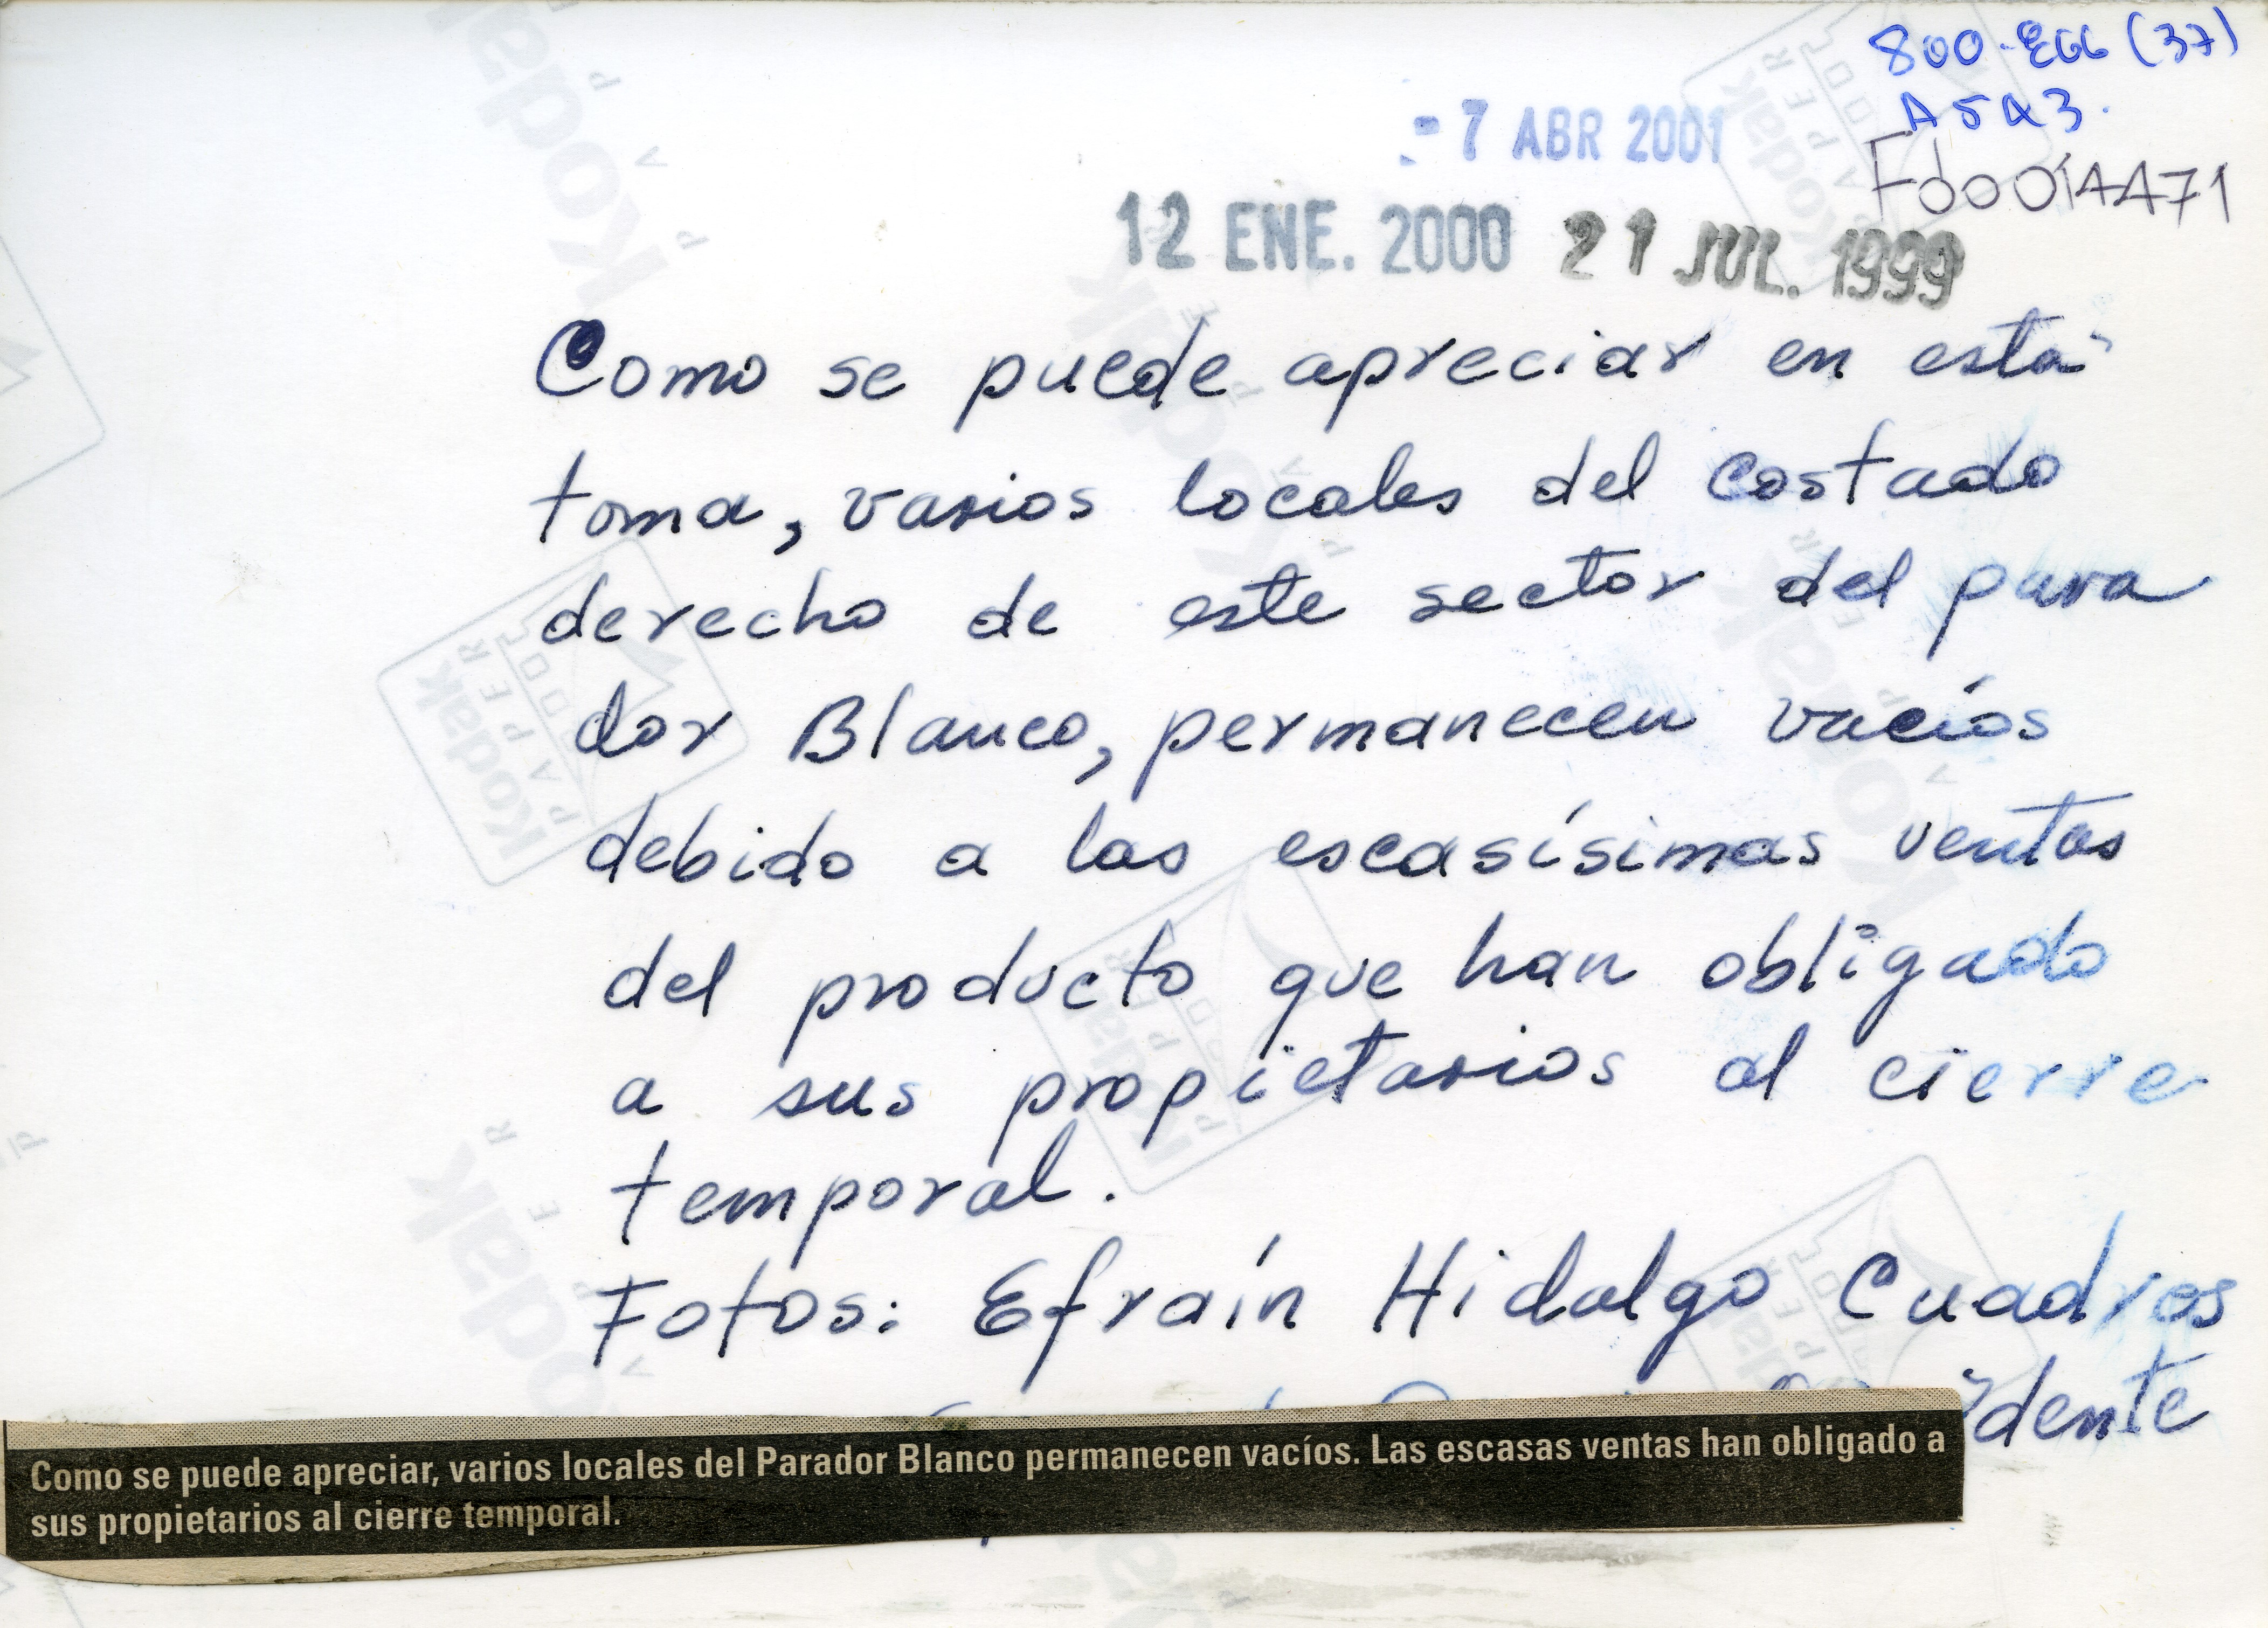 800-EGG (37)
A5A3.
Fd0014471
- 7 ABR 2001
12 ENE. 2000 21 JUL. 1999
Como se puede apreciar en esta
toma, varios locales del costado
derecho de este sector del para
dor Blanco, permanecen vacíos
debido a las escasísimas ventas
del producto que han obligado
a sus propietarios al cierre
temporal.
Fotos: Efraín Hidalgo Cuadros
Como se puede apreciar, varios locales del Parador Blanco permanecen vacíos. Las escasas ventas han obligado a
sus propietarios al cierre temporal.
Kodak
PAPER